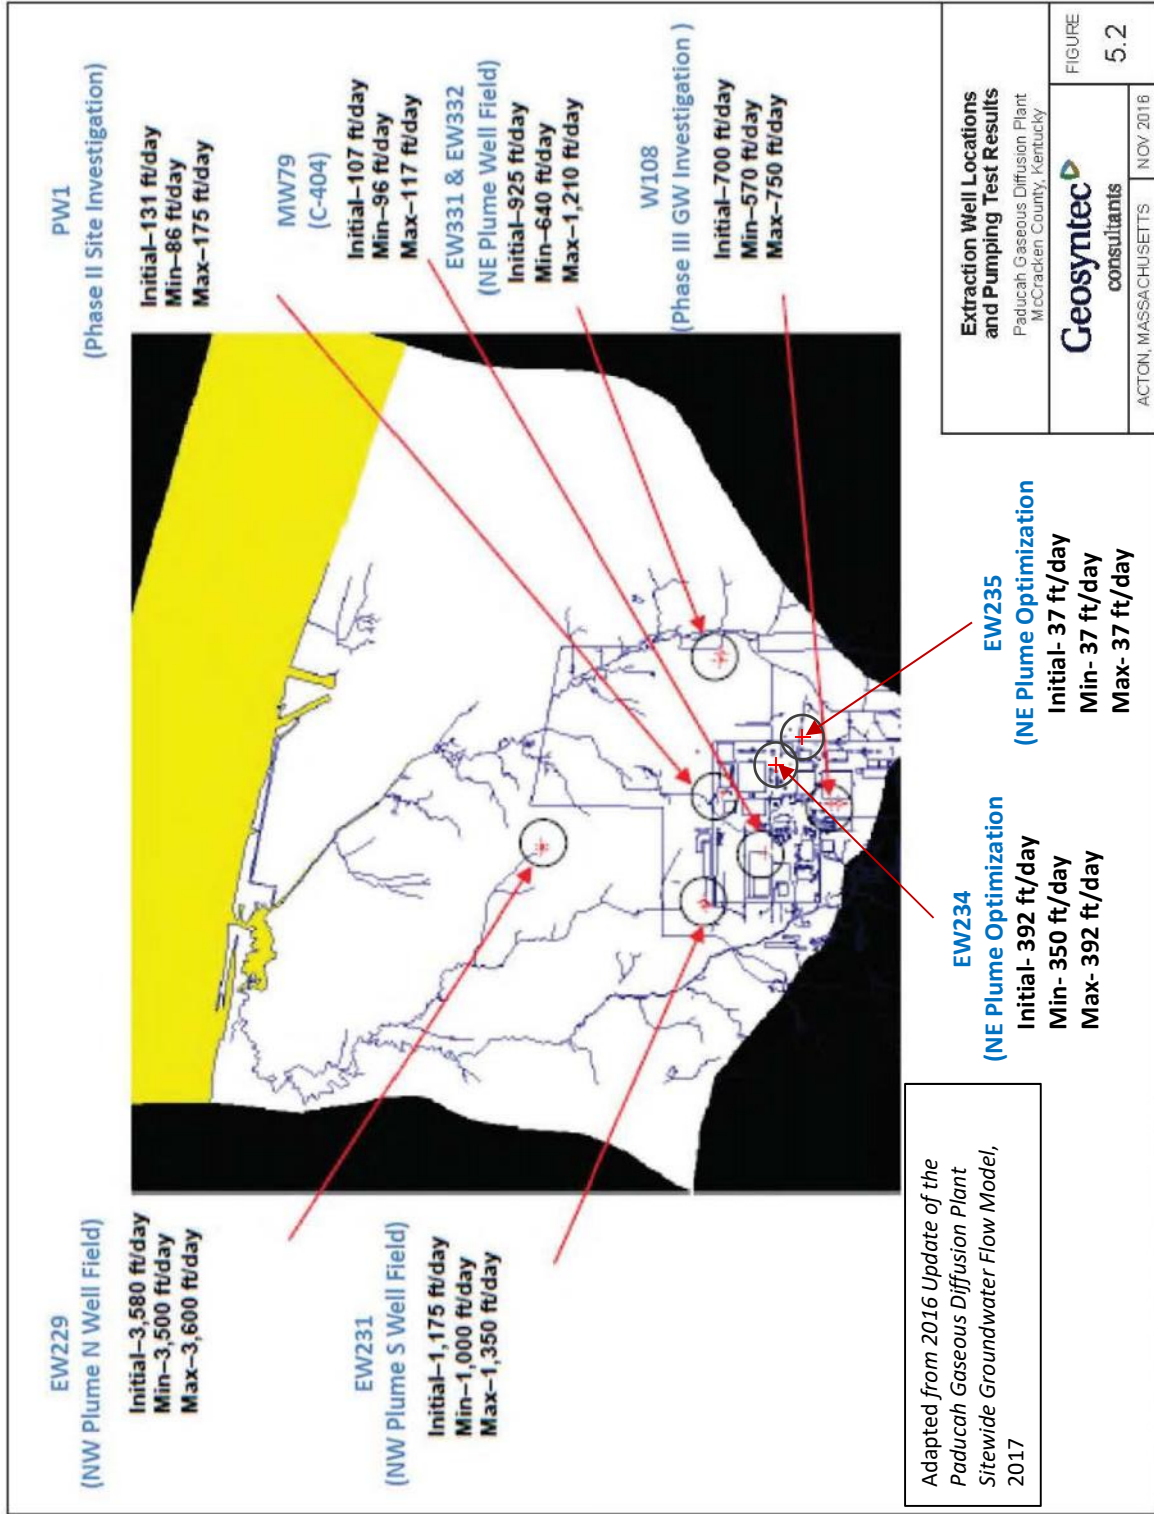 EW229
(NW Plume N Well Field)
Initial–3,580 ft/day
Min–3,500 ft/day
Max–3,600 ft/day
EW231
(NW Plume S Well Field)
Initial–1,175 ft/day
Min–1,000 ft/day
Max–1,350 ft/day
PW1
(Phase II Site Investigation)
Initial–131 ft/day
Min–86 ft/day
Max–175 ft/day
MW79
(C-404)
Initial–107 ft/day
Min–96 ft/day
Max–117 ft/day
EW331 & EW332
(NE Plume Well Field)
Initial–925 ft/day
Min–640 ft/day
Max–1,210 ft/day
W108
(Phase III GW Investigation )
Initial–700 ft/day
Min–570 ft/day
Max–750 ft/day
EW234
(NE Plume Optimization
Initial- 392 ft/day
Min- 350 ft/day
Max- 392 ft/day
EW235
(NE Plume Optimization
Initial- 37 ft/day
Min- 37 ft/day
Max- 37 ft/day
Adapted from 2016 Update of the
Paducah Gaseous Diffusion Plant
Sitewide Groundwater Flow Model,
2017
Extraction Well Locations
and Pumping Test Results
Paducah Gaseous Diffusion Plant
McCracken County, Kentucky
Geosyntec
consultants
FIGURE
5.2
ACTON, MASSACHUSETTS
NOV 2016